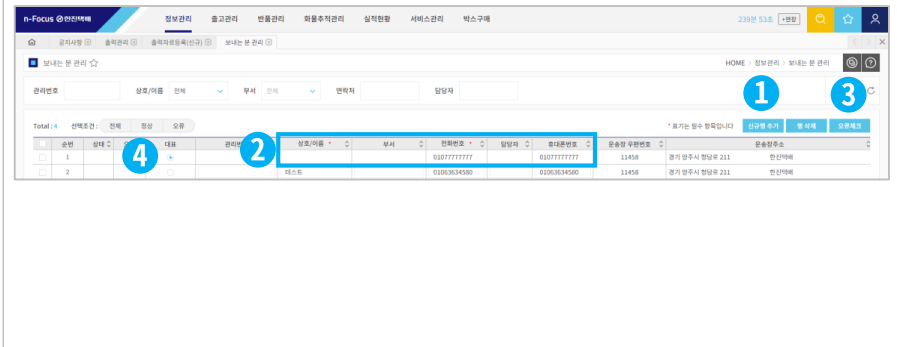 n-Focus 한진택배 정보관리 출고관리 반품관리 화물추적관리 실적현황 서비스관리 박스구매 239분 53초 +연장
공지사항 출력관리 출력자료등록(신규) 보내는 분 관리
보내는 분 관리 HOME > 정보관리 > 보내는 분 관리
관리번호 상호/이름 전체 부서 전체 연락처 담당자
1 3
Total : 4 선택조건 : 전체 정상 오류 * 표기는 필수 항목입니다 신규행 추가 행 삭제 오류체크
순번 상태 대표 관리번 상호/이름 * 부서 전화번호 * 담당자 휴대폰번호 운송장 우편번호 운송장주소
4 2
1 01077777777 01077777777 11458 경기 양주시 청담로 211 한진택배
2 테스트 01063634580 01063634580 11458 경기 양주시 청담로 211 한진택배